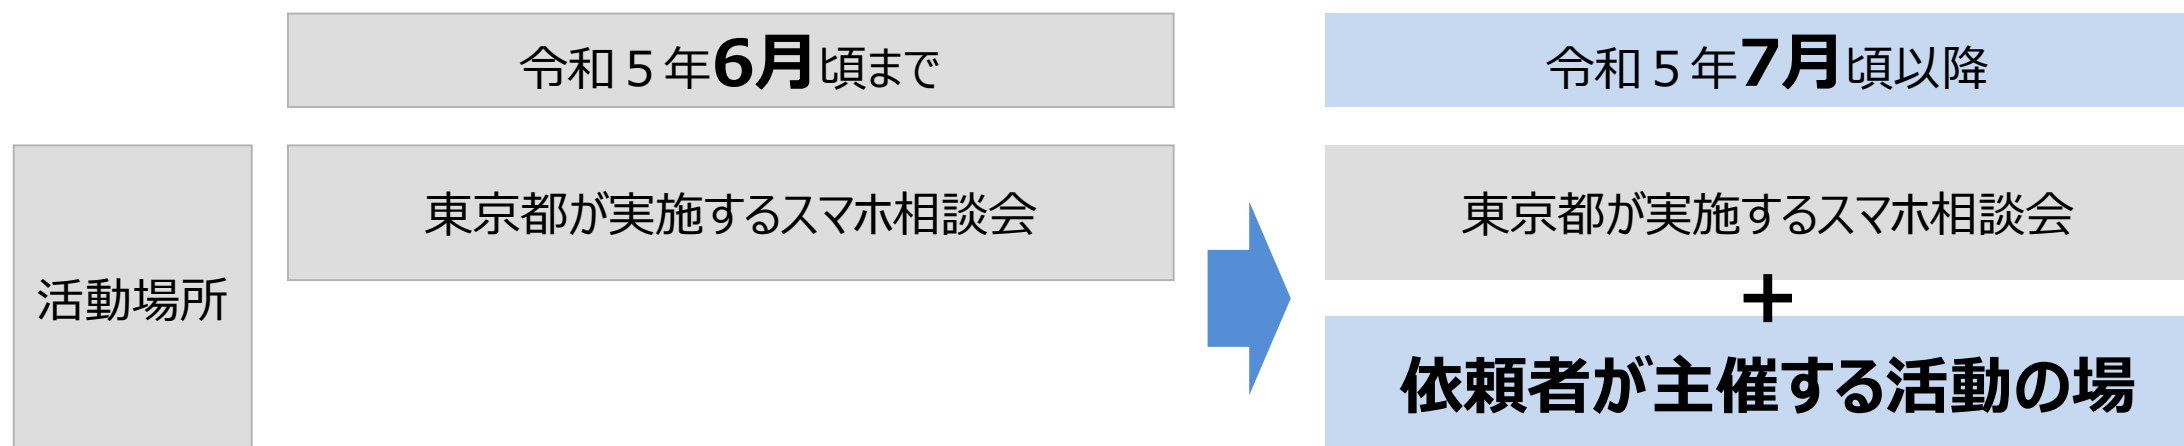 令和５年6月頃まで
令和５年7月頃以降
活動場所
東京都が実施するスマホ相談会
東京都が実施するスマホ相談会
+
依頼者が主催する活動の場